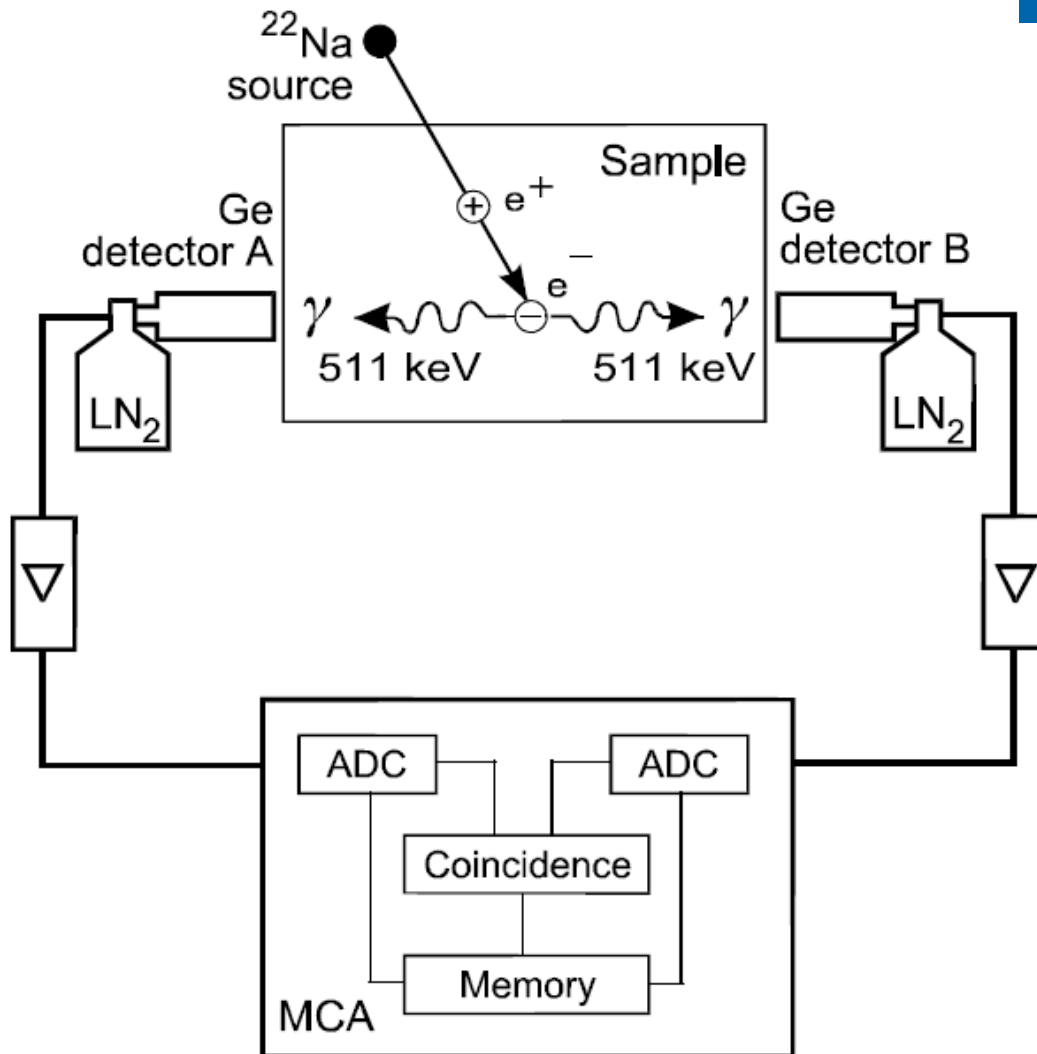 ²²Na
source
Sample
e⁺
Ge
detector A
Ge
detector B
e⁻
γ
γ
511 keV
511 keV
LN₂
LN₂
ADC
ADC
Coincidence
Memory
MCA